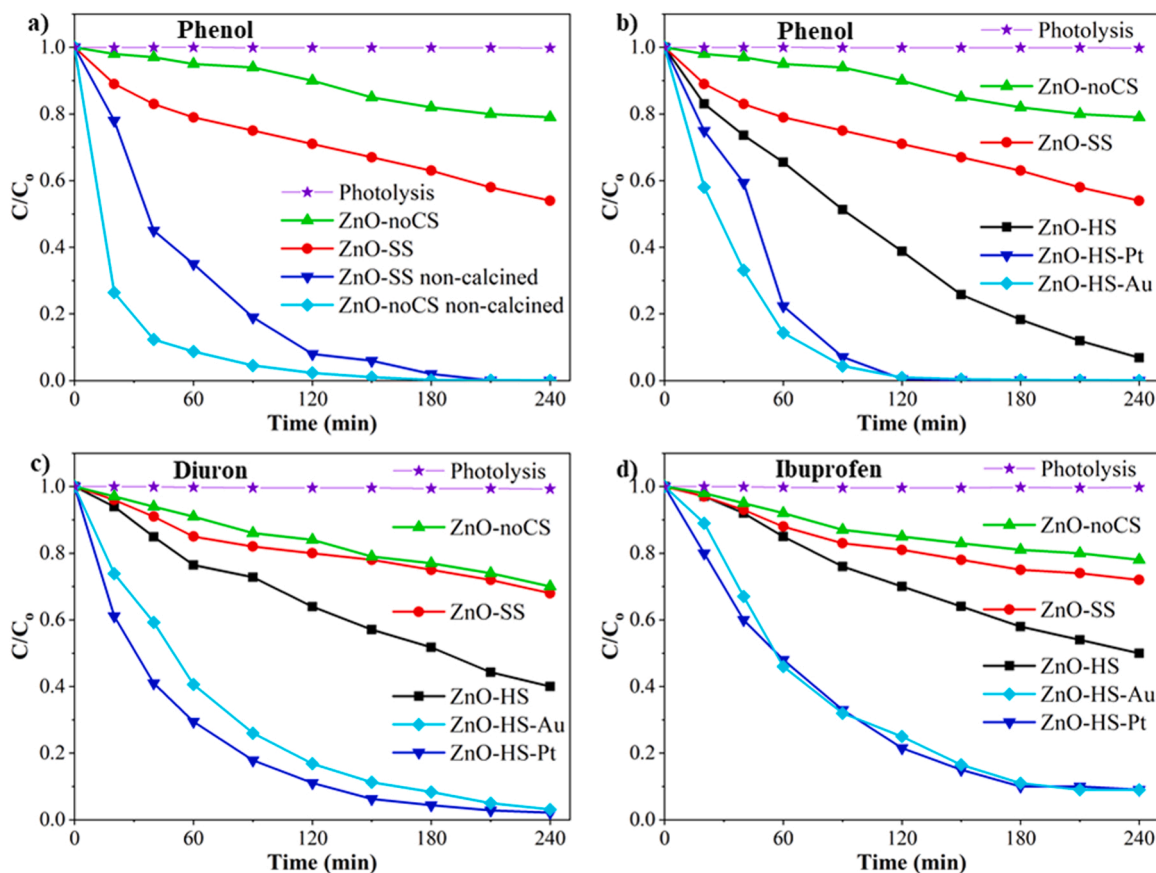 a) Phenol
1.0
0.8
0.6
0.4
0.2
0.0
C/Co
Photolysis
ZnO-noCS
ZnO-SS
ZnO-SS non-calcined
ZnO-noCS non-calcined
0 60 120 180 240
Time (min)
b) Phenol
1.0
0.8
0.6
0.4
0.2
0.0
C/Co
Photolysis
ZnO-noCS
ZnO-SS
ZnO-HS
ZnO-HS-Pt
ZnO-HS-Au
0 60 120 180 240
Time (min)
c) Diuron
1.0
0.8
0.6
0.4
0.2
0.0
C/Co
Photolysis
ZnO-noCS
ZnO-SS
ZnO-HS
ZnO-HS-Au
ZnO-HS-Pt
0 60 120 180 240
Time (min)
d) Ibuprofen
1.0
0.8
0.6
0.4
0.2
0.0
C/Co
Photolysis
ZnO-noCS
ZnO-SS
ZnO-HS
ZnO-HS-Au
ZnO-HS-Pt
0 60 120 180 240
Time (min)